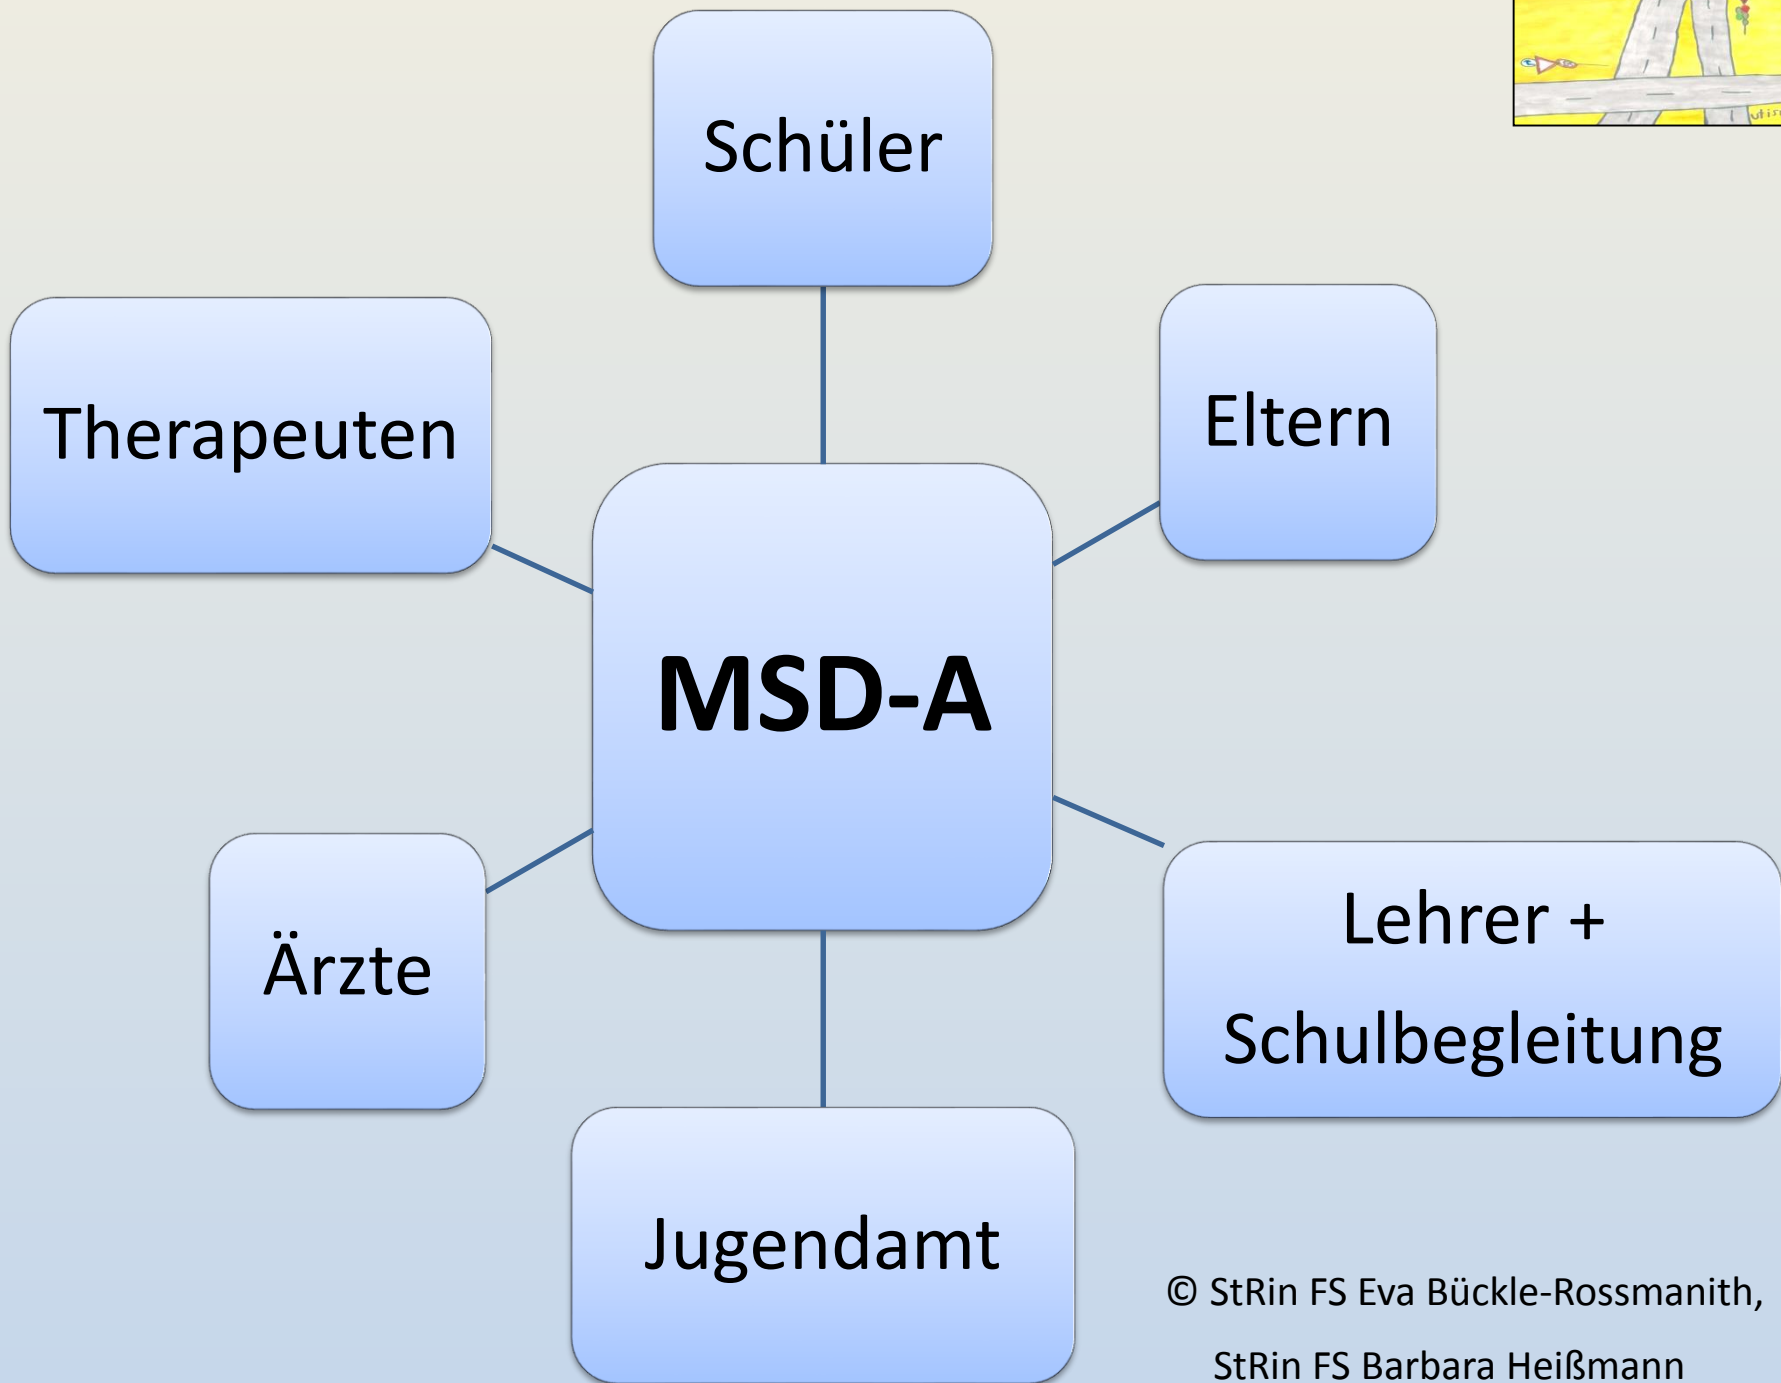 Schüler
Therapeuten
Eltern
MSD-A
Ärzte
Lehrer +
Schulbegleitung
Jugendamt
© StRin FS Eva Bückle-Rossmanith,
StRin FS Barbara Heißmann